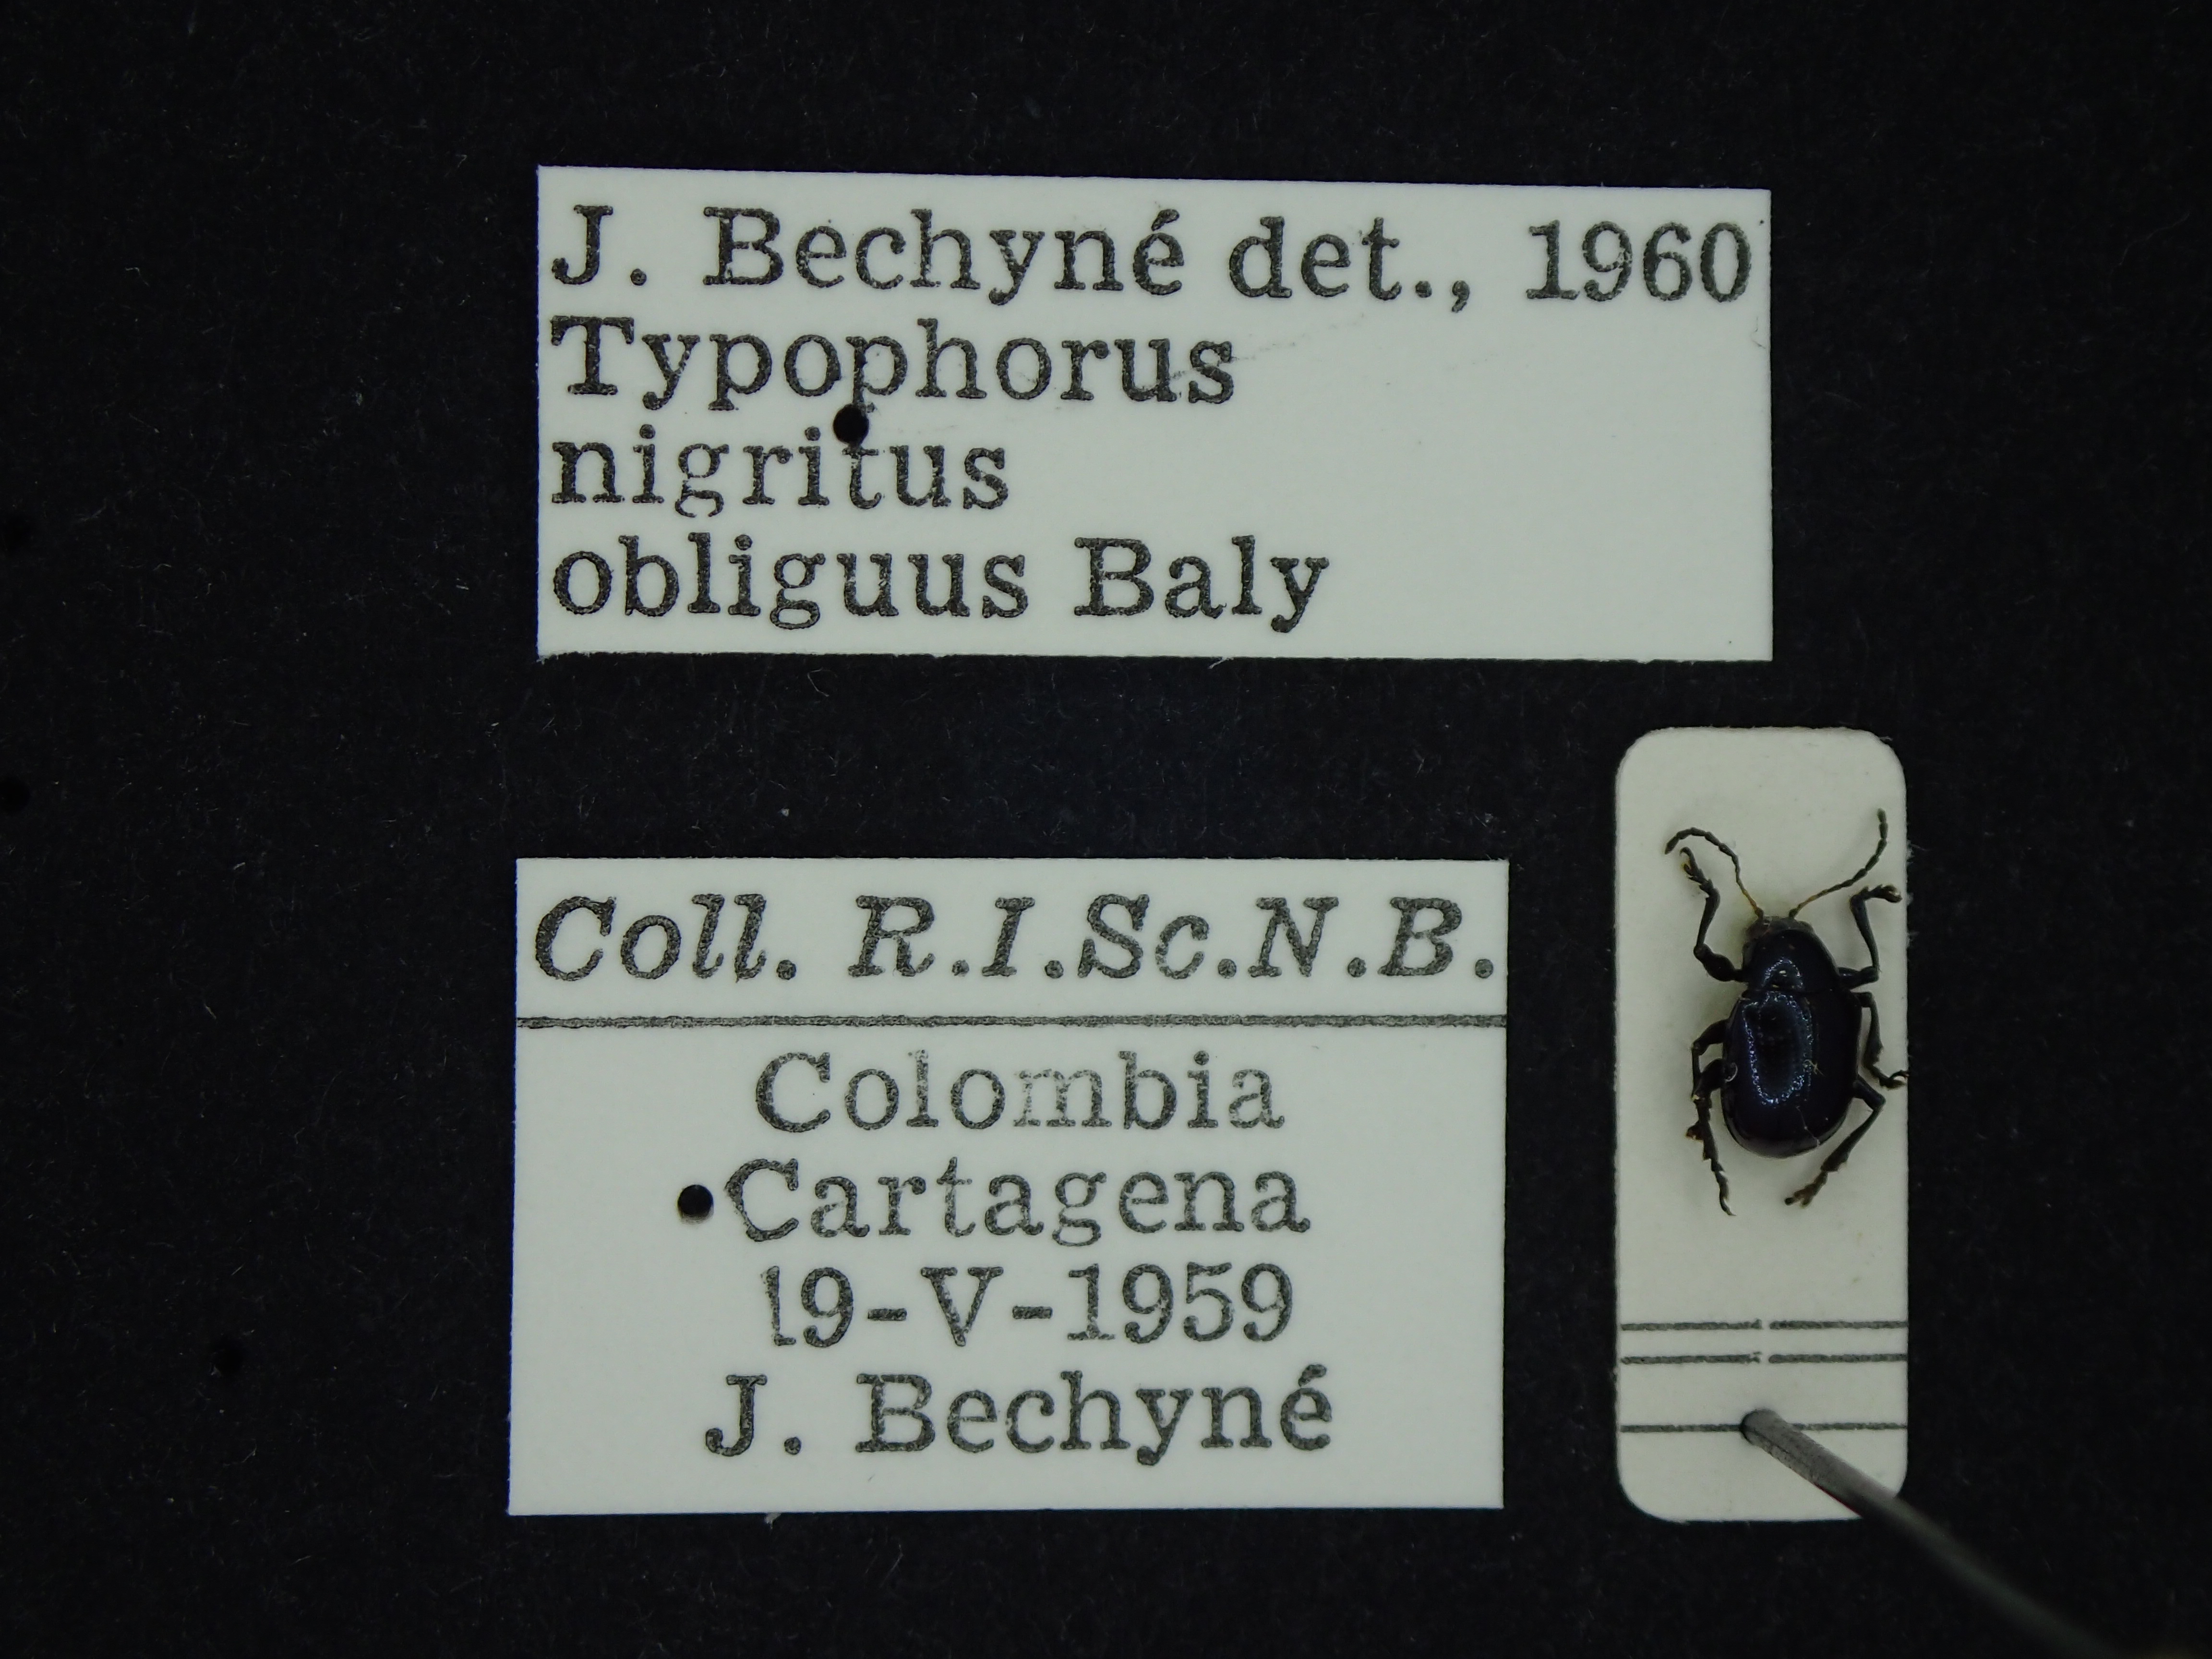 J. Bechyné det., 1960
Typophorus
nigritus
obliguus Baly
Coll. R.I.Sc.N.B.
Colombia
Cartagena
19-V-1959
J. Bechyné